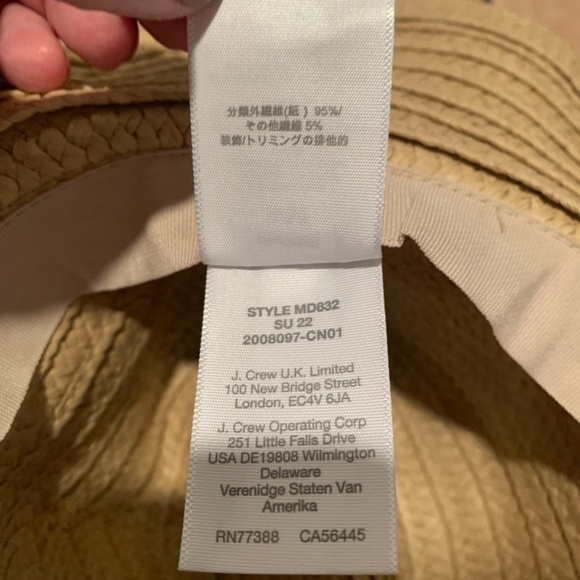 分類外繊維(紙) 95%/
その他繊維 5%
装飾/トリミングの排他的
STYLE MD832
SU 22
2008097-CN01
J. Crew U.K. Limited
100 New Bridge Street
London, EC4V 6JA
J. Crew Operating Corp
251 Little Falls Drive
USA DE19808 Wilmington
Delaware
Verenidge Staten Van
Amerika
RN77388 CA56445